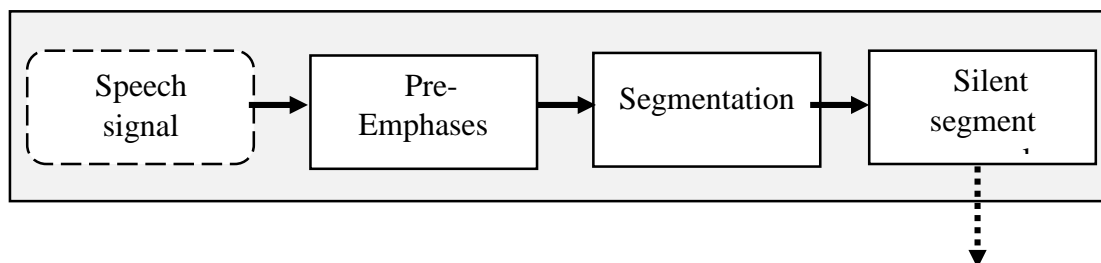 Speech
signal
Pre-
Emphases
Segmentation
Silent
segment